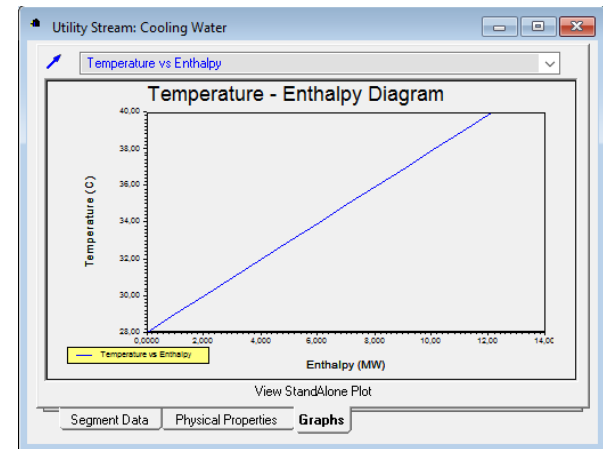 Utility Stream: Cooling Water
Temperature vs Enthalpy
Temperature - Enthalpy Diagram
40,00
38,00
36,00
34,00
32,00
30,00
28,00
Temperature (C)
0,0000 2,000 4,000 6,000 8,000 10,00 12,00 14,00
Temperature vs Enthalpy
Enthalpy (MW)
View StandAlone Plot
Segment Data Physical Properties Graphs